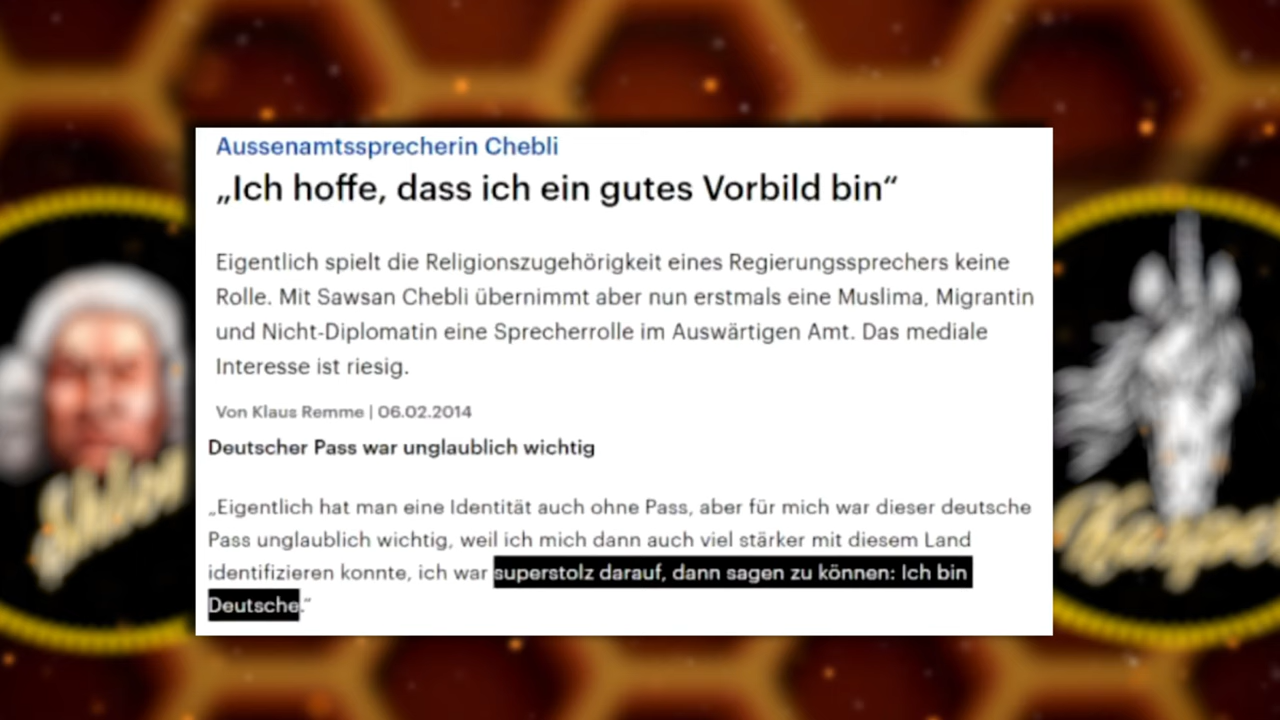 Aussenamtssprecherin Chebli
„Ich hoffe, dass ich ein gutes Vorbild bin“
Eigentlich spielt die Religionszugehörigkeit eines Regierungssprechers keine
Rolle. Mit Sawsan Chebli übernimmt aber nun erstmals eine Muslima, Migrantin
und Nicht-Diplomatin eine Sprecherrolle im Auswärtigen Amt. Das mediale
Interesse ist riesig.
Von Klaus Remme | 06.02.2014
Deutscher Pass war unglaublich wichtig
„Eigentlich hat man eine Identität auch ohne Pass, aber für mich war dieser deutsche
Pass unglaublich wichtig, weil ich mich dann auch viel stärker mit diesem Land
identifizieren konnte, ich war superstolz darauf, dann sagen zu können: Ich bin
Deutsche.“